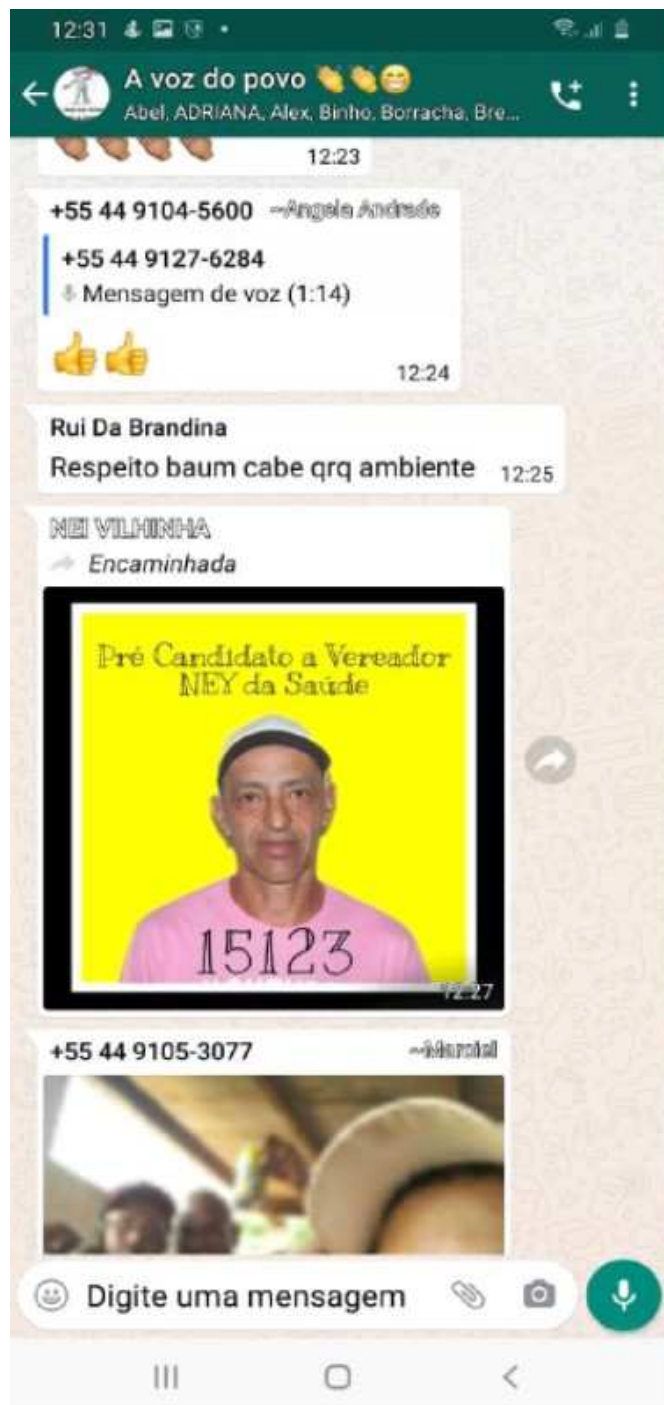 12:31
A voz do povo 👏👏😁
Abel, ADRIANA, Alex, Binho, Borracha, Bre...
12:23
+55 44 9104-5600 ~Angela Andrade
+55 44 9127-6284
Mensagem de voz (1:14)
👍👍
12:24
Rui Da Brandina
Respeito baum cabe qrq ambiente 12:25
NEI VILHINHA
Encaminhada
Pré Candidato a Vereador
NEY da Saúde
15123
12:27
+55 44 9105-3077 ~Marcial
Digite uma mensagem